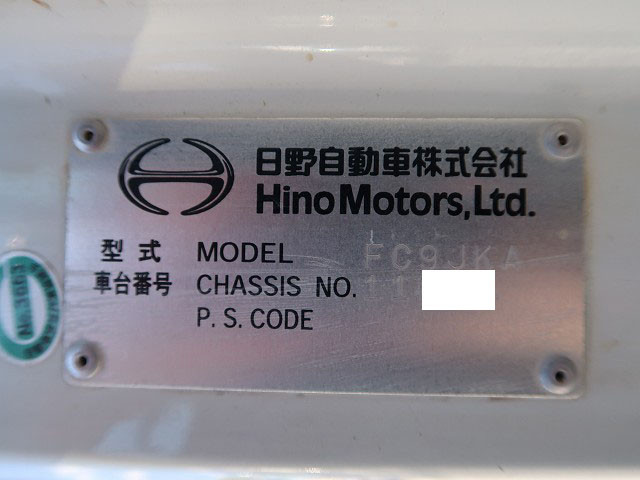 日野自動車株式会社
Hino Motors, Ltd.
型式 MODEL FC9JKA
車台番号 CHASSIS NO. 11
P. S. CODE